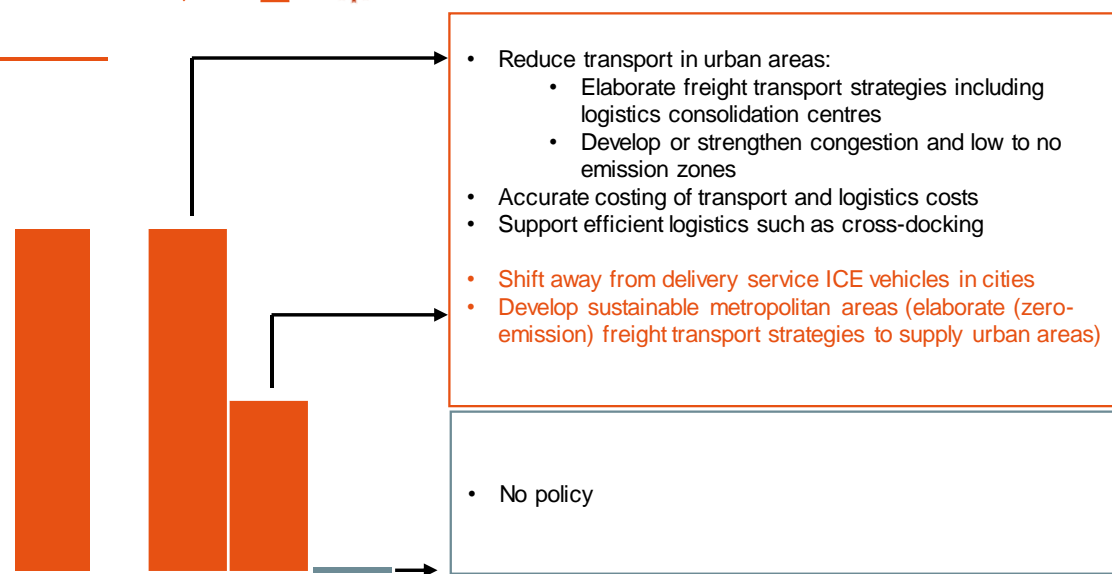 • Reduce transport in urban areas:
• Elaborate freight transport strategies including
logistics consolidation centres
• Develop or strengthen congestion and low to no
emission zones
• Accurate costing of transport and logistics costs
• Support efficient logistics such as cross-docking
• Shift away from delivery service ICE vehicles in cities
• Develop sustainable metropolitan areas (elaborate (zero-
emission) freight transport strategies to supply urban areas)
• No policy